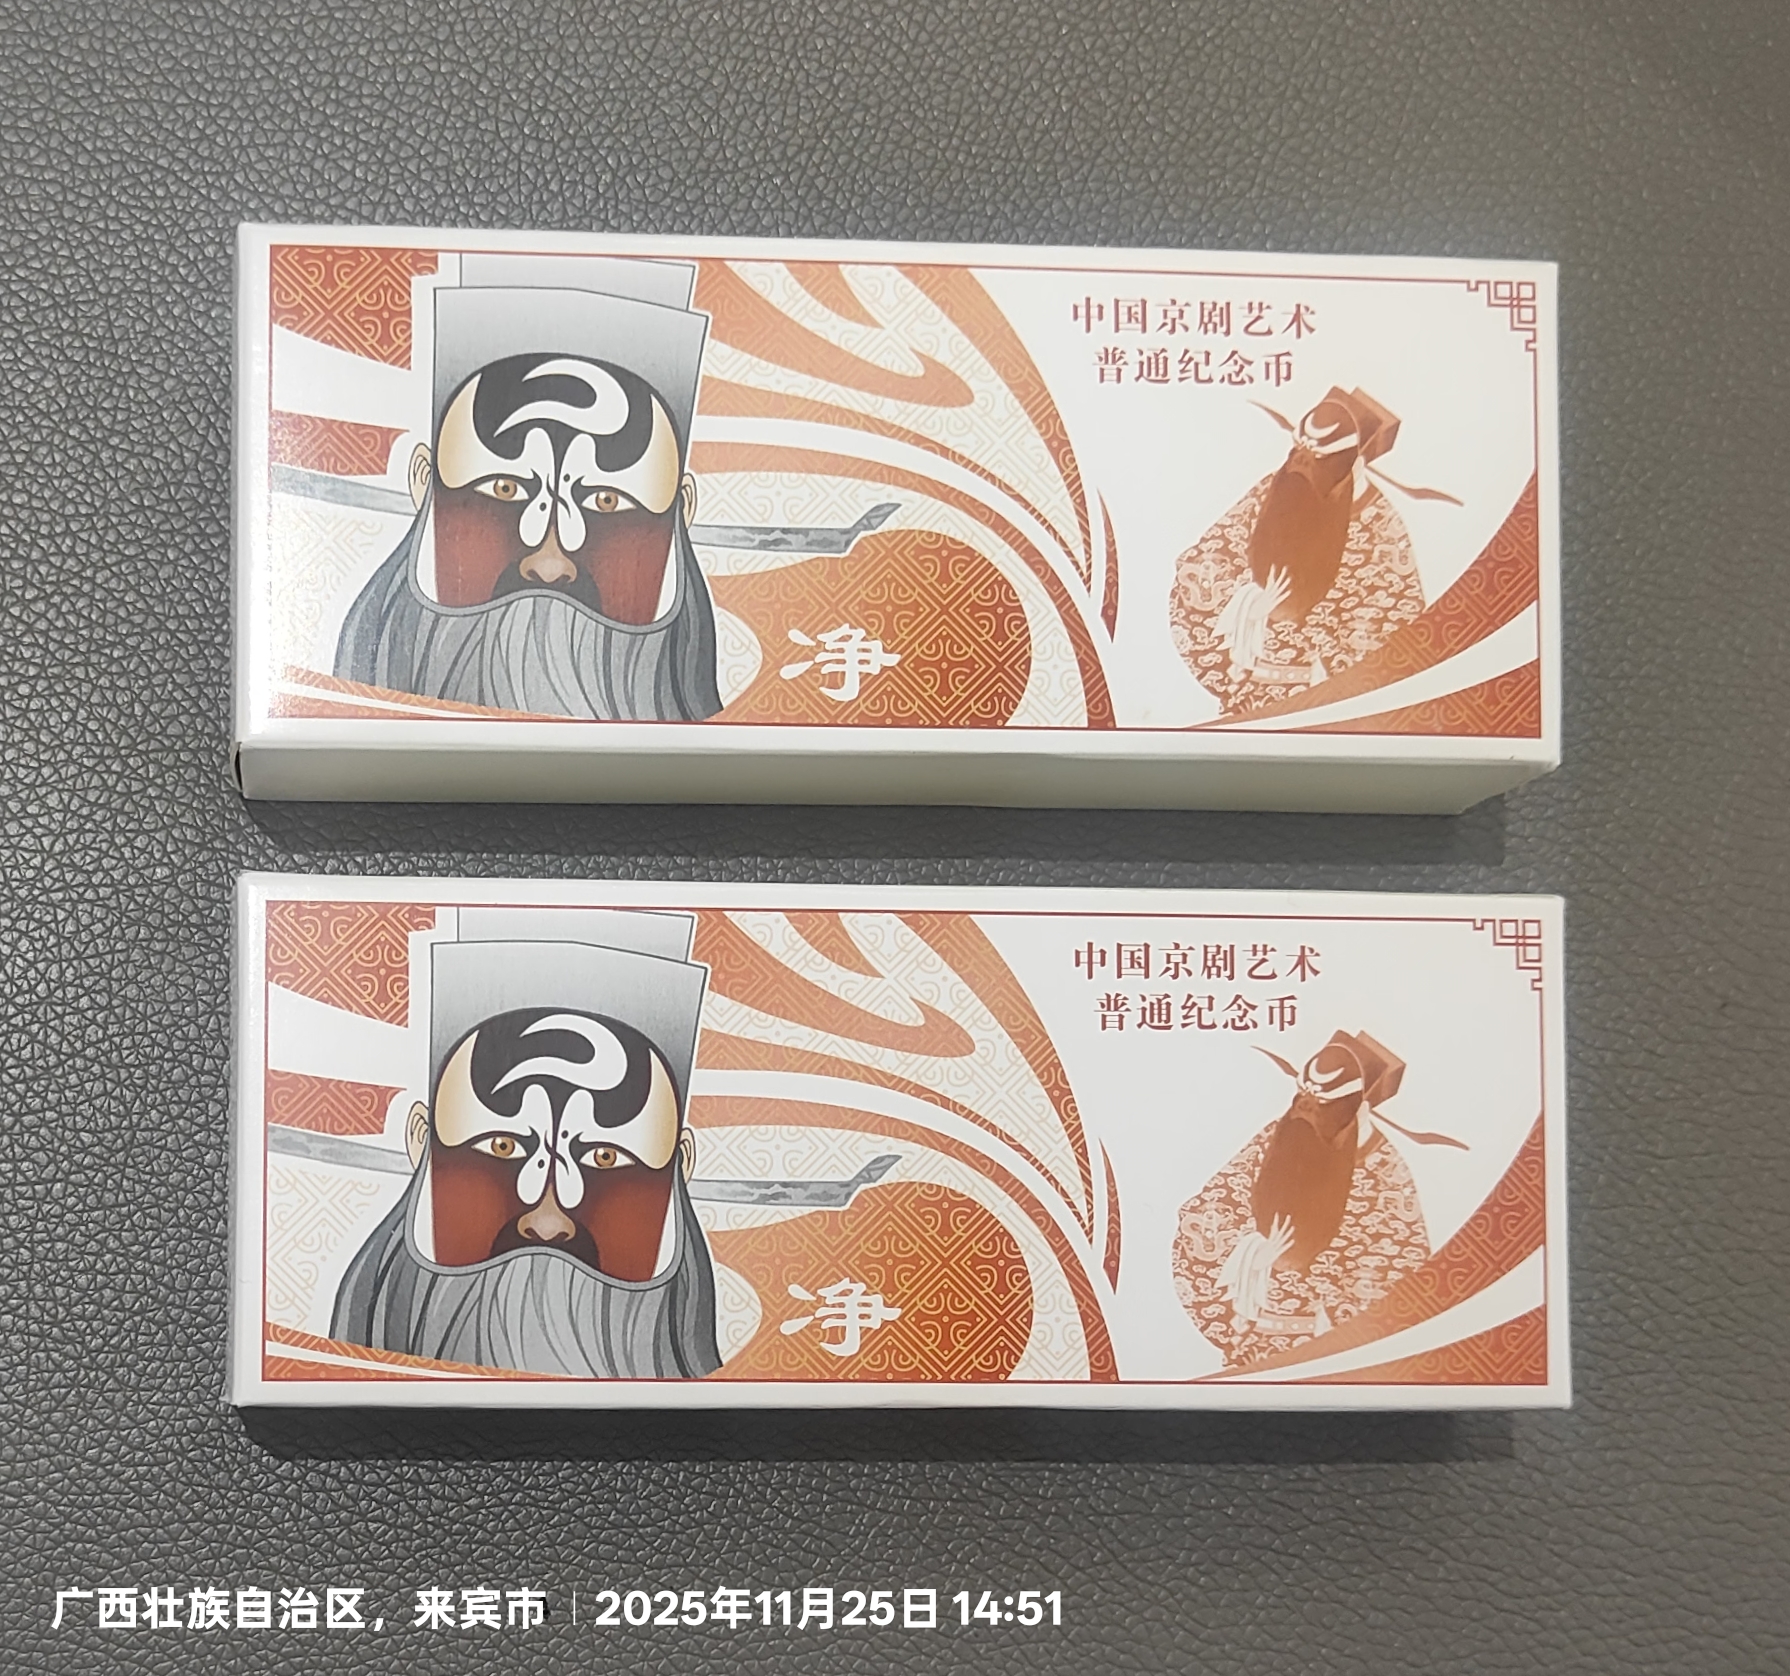 中国京剧艺术
普通纪念币
净
中国京剧艺术
普通纪念币
净
广西壮族自治区，来宾市 | 2025年11月25日 14:51